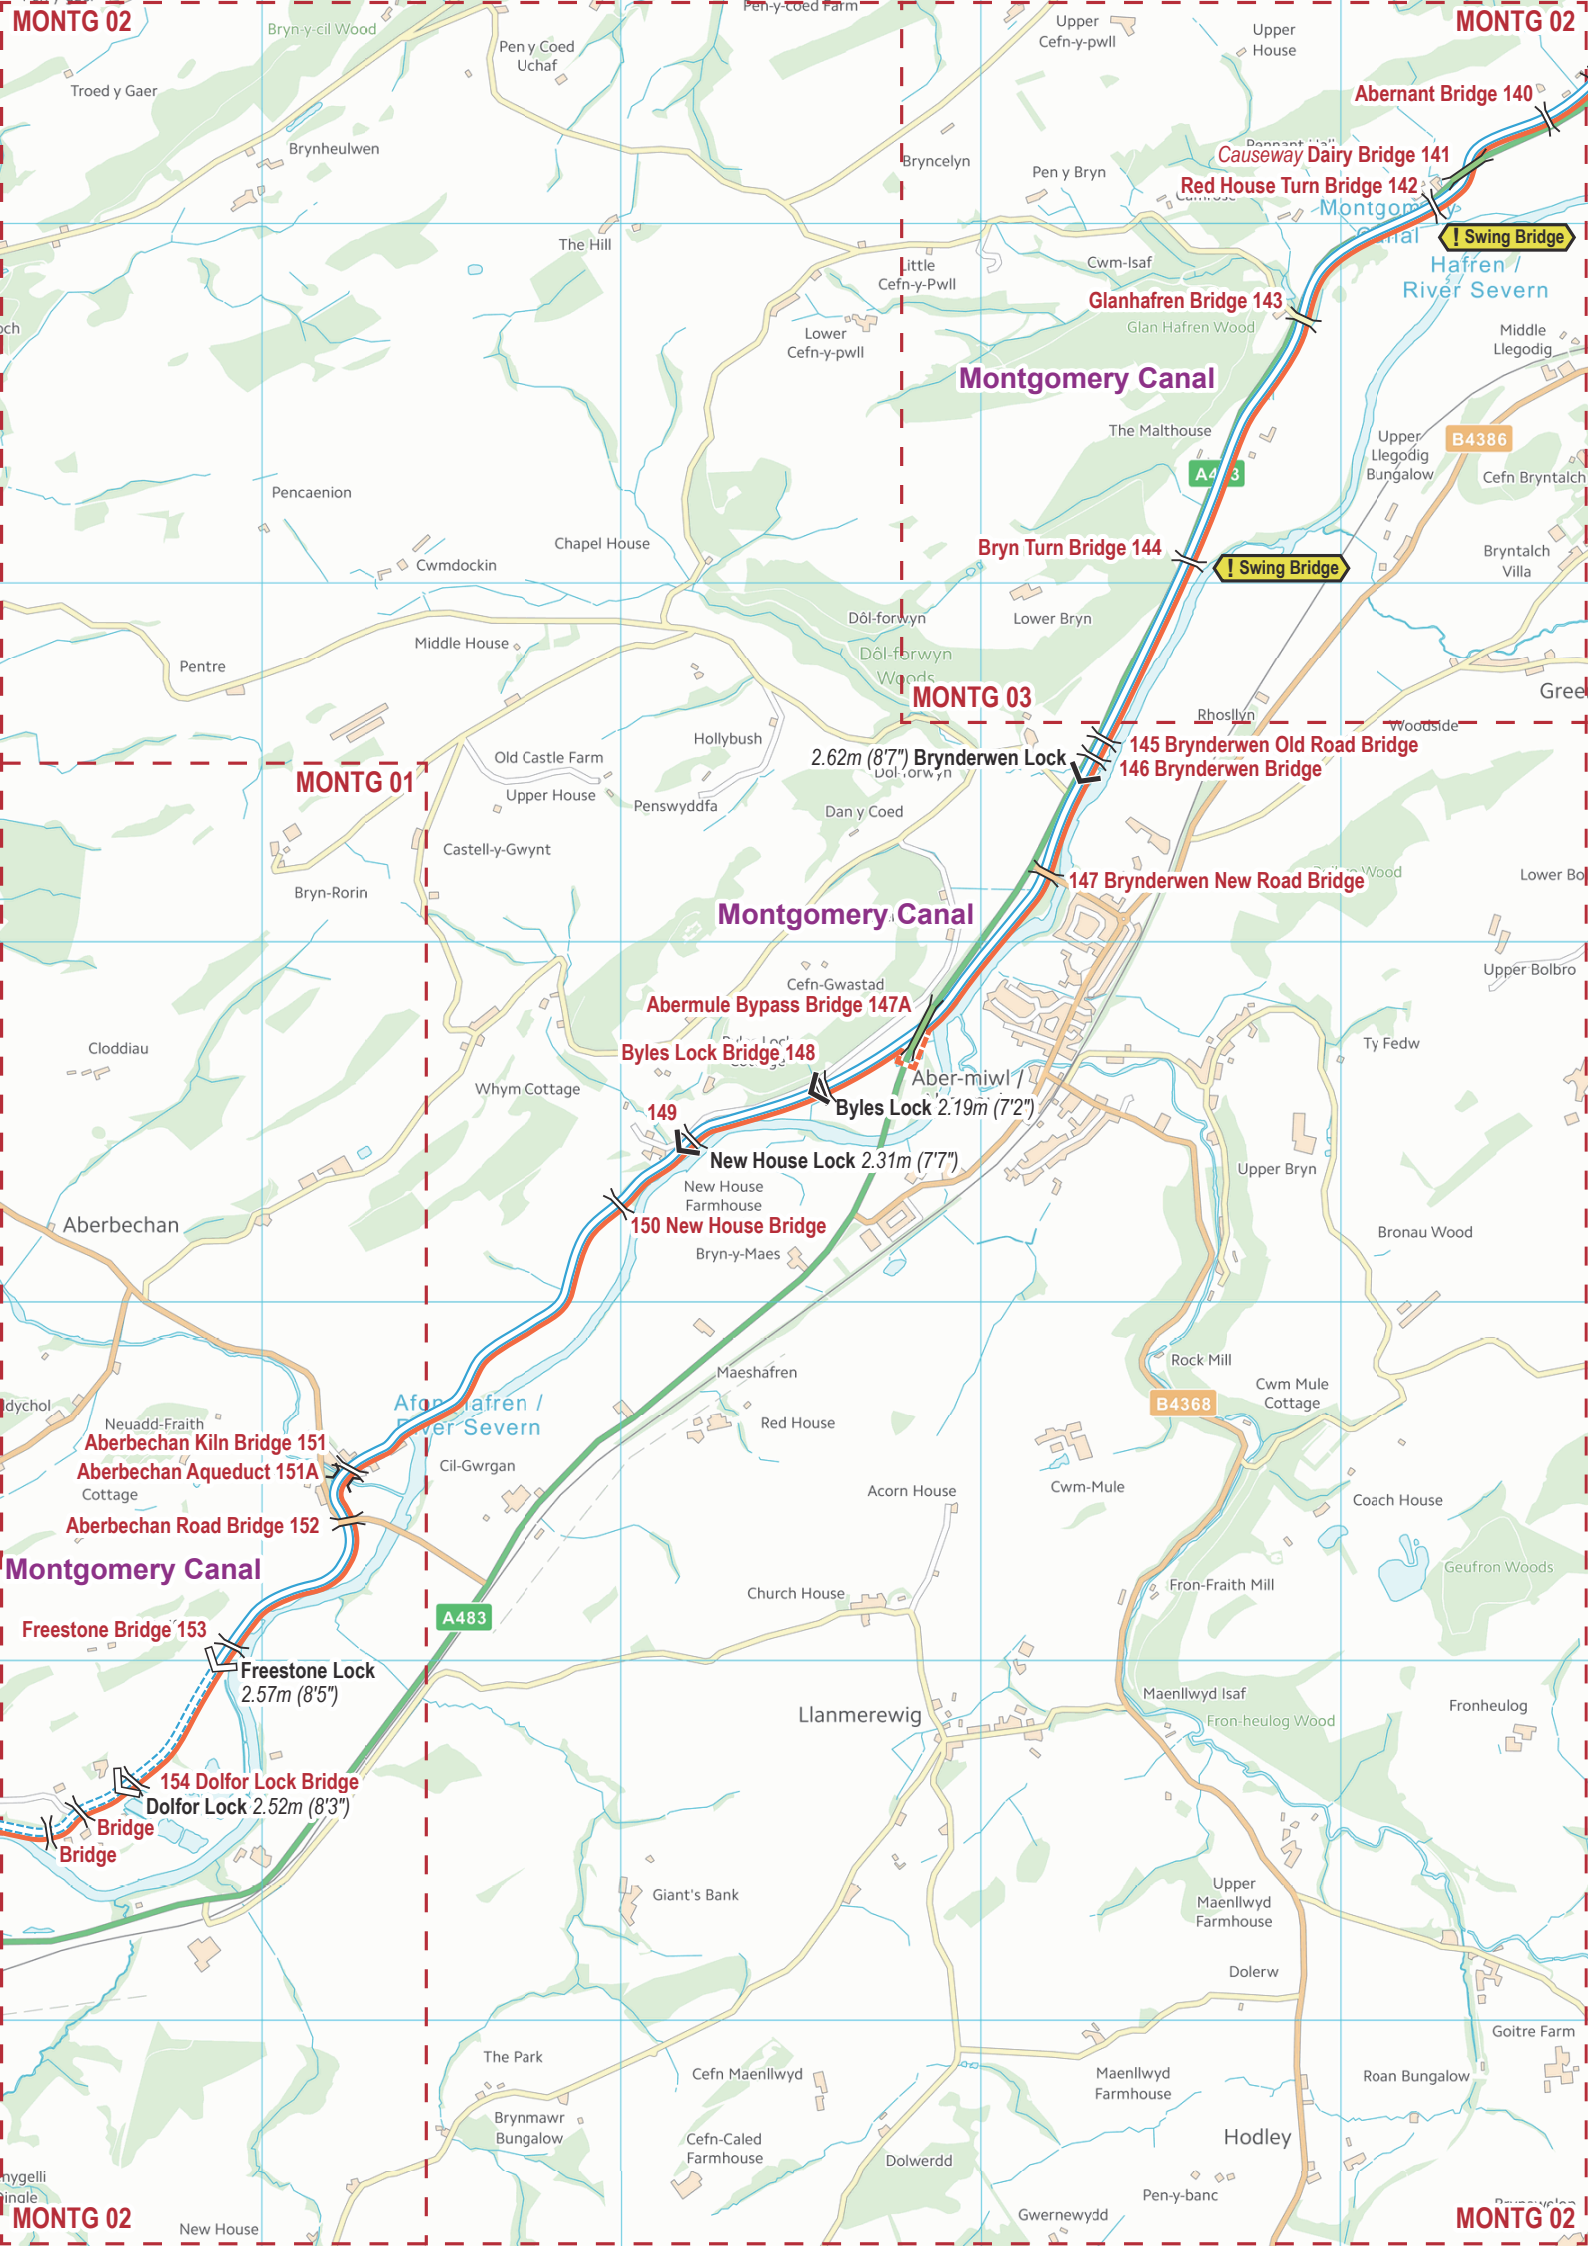 MONTG 02
Bryn-y-cil Wood
Pen-y-coed Farm
Upper
Cefn-y-pwll
Upper
House
MONTG 02
Pen y Coed
Uchaf
Troed y Gaer
Abernant Bridge 140
Brynheulwen
Bryncelyn
Pen y Bryn
Causeway Dairy Bridge 141
Red House Turn Bridge 142
Montgomery
Canal
! Swing Bridge
The Hill
Little
Cefn-y-Pwll
Cwm-Isaf
Hafren /
River Severn
Glanhafren Bridge 143
Glan Hafren Wood
Lower
Cefn-y-pwll
Middle
Llegodig
Montgomery Canal
The Malthouse
Upper
Llegodig
Bungalow
B4386
A483
Cefn Bryntalch
Pencaenion
Chapel House
Cwmdockin
Bryn Turn Bridge 144
! Swing Bridge
Bryntalch
Villa
Dôl-forwyn
Lower Bryn
Middle House
Dôl-forwyn
Woods
Pentre
MONTG 03
Gree
Rhosllyn
Woodside
Hollybush
145 Brynderwen Old Road Bridge
2.62m (8'7") Brynderwen Lock
146 Brynderwen Bridge
Dol-forwyn
Old Castle Farm
MONTG 01
Upper House
Penswyddfa
Dan y Coed
Castell-y-Gwynt
Bryn-Rorin
147 Brynderwen New Road Bridge
Wood
Lower Bo
Montgomery Canal
Upper Bolbro
Cefn-Gwastad
Abermule Bypass Bridge 147A
Cloddiau
Byles Lock Bridge 148
Ty Fedw
Aber-miwl /
Whym Cottage
Byles Lock 2.19m (7'2")
149
New House Lock 2.31m (7'7")
Upper Bryn
New House
Farmhouse
Aberbechan
150 New House Bridge
Bronau Wood
Bryn-y-Maes
Rock Mill
Maeshafren
Cwm Mule
Cottage
B4368
Afon Hafren /
River Severn
dychol
Neuadd-Fraith
Red House
Aberbechan Kiln Bridge 151
Aberbechan Aqueduct 151A
Cottage
Cil-Gwrgan
Cwm-Mule
Acorn House
Coach House
Aberbechan Road Bridge 152
Montgomery Canal
Geufron Woods
Church House
Fron-Fraith Mill
A483
Freestone Bridge 153
Freestone Lock
2.57m (8'5")
Maenllwyd Isaf
Fronheulog
Llanmerewig
Fron-heulog Wood
154 Dolfor Lock Bridge
Dolfor Lock 2.52m (8'3")
Bridge
Bridge
Giant's Bank
Upper
Maenllwyd
Farmhouse
Dolerw
Goitre Farm
The Park
Cefn Maenllwyd
Maenllwyd
Farmhouse
Roan Bungalow
Brynmawr
Bungalow
Cefn-Caled
Farmhouse
Hodley
Dolwerdd
nygelli
Dingle
Pen-y-banc
MONTG 02
New House
Gwernewydd
MONTG 02